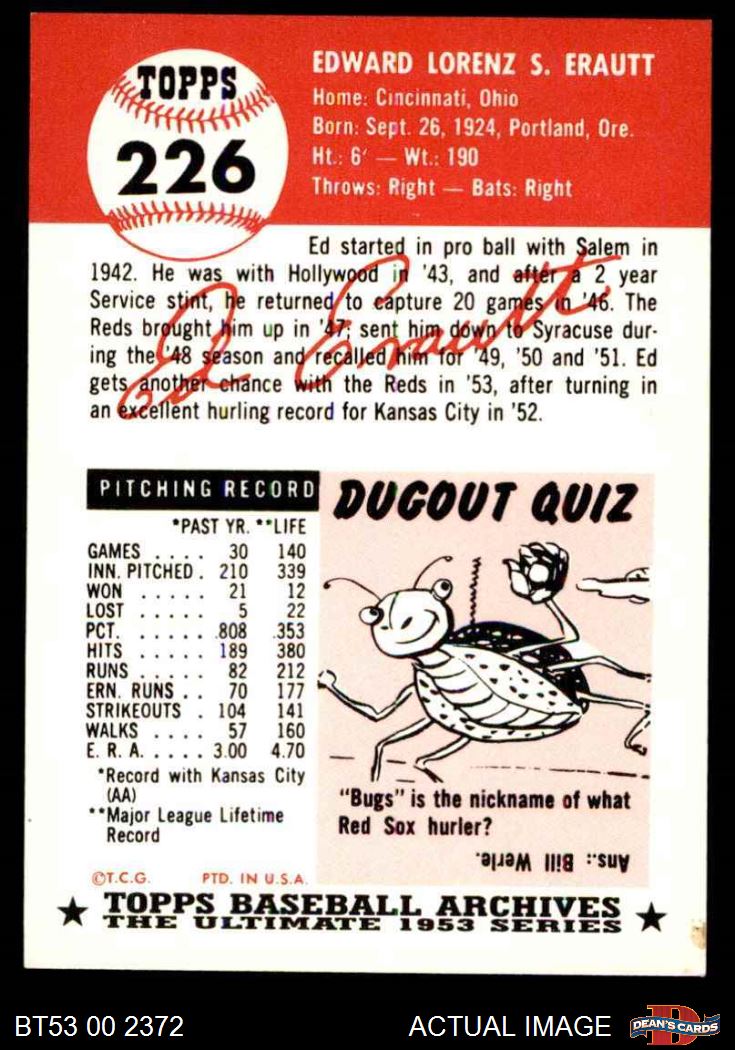 TOPPS
226
EDWARD LORENZ S. ERAUTT
Home: Cincinnati, Ohio
Born: Sept. 26, 1924, Portland, Ore.
Ht.: 6' — Wt.: 190
Throws: Right — Bats: Right
Ed started in pro ball with Salem in
1942. He was with Hollywood in '43, and after a 2 year
Service stint, he returned to capture 20 games in '46. The
Reds brought him up in '47; sent him down to Syracuse dur-
ing the '48 season and recalled him for '49, '50 and '51. Ed
gets another chance with the Reds in '53, after turning in
an excellent hurling record for Kansas City in '52.
Ed Erautt
PITCHING RECORD
*PAST YR. **LIFE
GAMES . . . . 30 140
INN. PITCHED . 210 339
WON . . . . . 21 12
LOST . . . . . 5 22
PCT. . . . . . .808 .353
HITS . . . . . 189 380
RUNS . . . . . 82 212
ERN. RUNS . . 70 177
STRIKEOUTS . 104 141
WALKS . . . . 57 160
E. R. A. . . . . 3.00 4.70
*Record with Kansas City
(AA)
**Major League Lifetime
Record
DUGOUT QUIZ
"Bugs" is the nickname of what
Red Sox hurler?
Ans.: Bill Werle.
©T.C.G. PTD. IN U.S.A.
TOPPS BASEBALL ARCHIVES
THE ULTIMATE 1953 SERIES
BT53 00 2372
ACTUAL IMAGE
D
DEAN'S CARDS